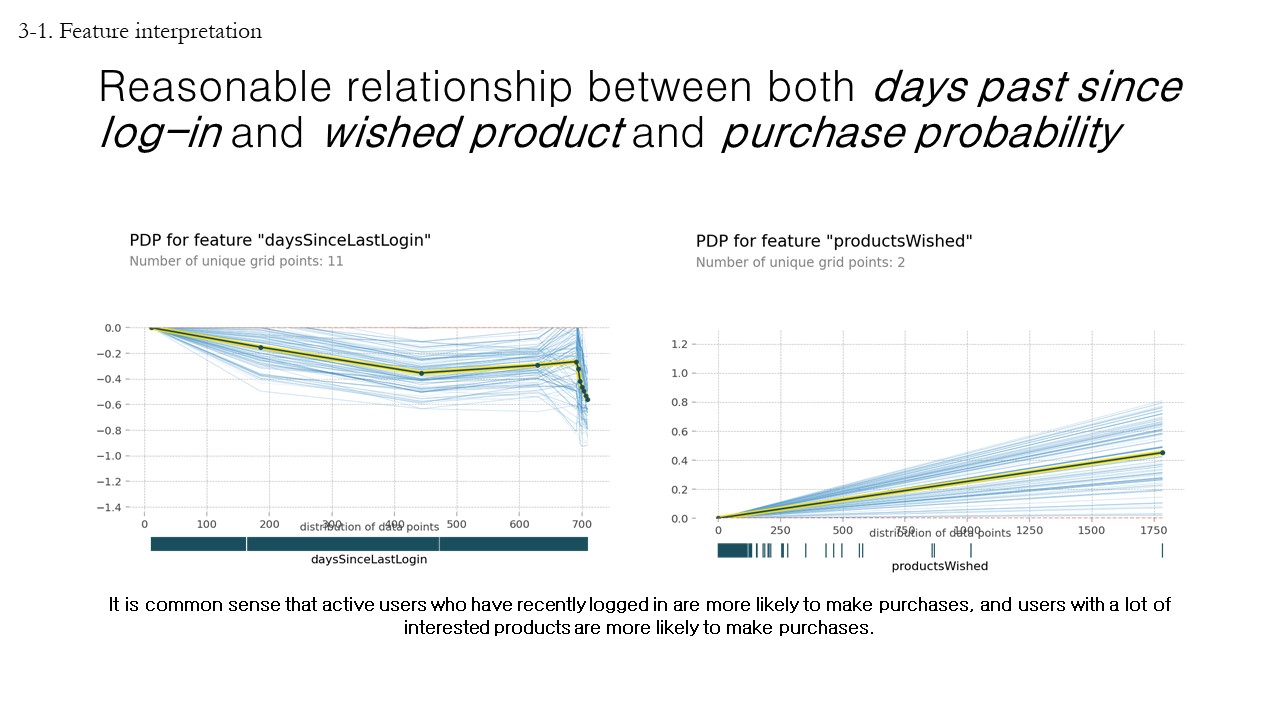 3-1. Feature interpretation
Reasonable relationship between both days past since
log-in and wished product and purchase probability
PDP for feature "daysSinceLastLogin"
Number of unique grid points: 11
0.0
−0.2
−0.4
−0.6
−0.8
−1.0
−1.2
−1.4
0 100 200 300 400 500 600 700
distribution of data points
daysSinceLastLogin
PDP for feature "productsWished"
Number of unique grid points: 2
1.2
1.0
0.8
0.6
0.4
0.2
0.0
0 250 500 750 1000 1250 1500 1750
distribution of data points
productsWished
It is common sense that active users who have recently logged in are more likely to make purchases, and users with a lot of
interested products are more likely to make purchases.